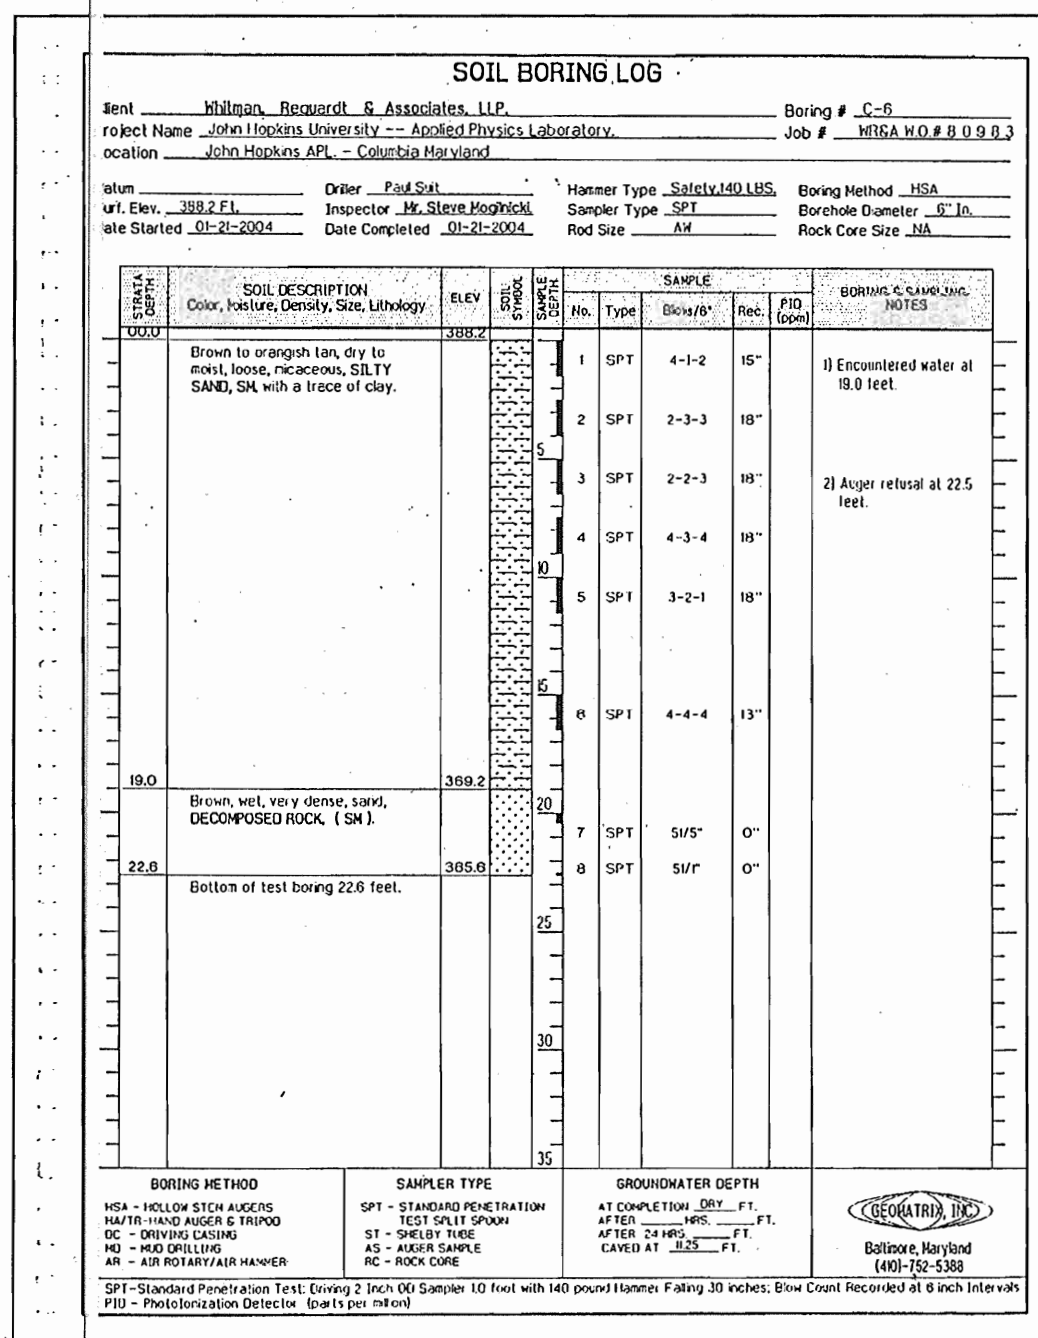 SOIL BORING LOG
lient Whitman, Requardt & Associates, LLP. Boring # C-6
roject Name John Hopkins University -- Applied Physics Laboratory. Job # WR&A W.O.# 80983
ocation John Hopkins APL. - Columbia Maryland
atum Driller Paul Suit Hammer Type Safety,140 LBS. Boring Method HSA
urf. Elev. 388.2 Ft. Inspector Mr. Steve Moginicki Sampler Type SPT Borehole Diameter 6" In.
ate Started 01-21-2004 Date Completed 01-21-2004 Rod Size AW Rock Core Size NA
STRATA DEPTH SOIL DESCRIPTION Color, Moisture, Density, Size, Lithology ELEV SOIL SYMBOL SAMPLE DEPTH SAMPLE No. Type Blows/6" Rec. PID (ppm) BORING & SAMPLING NOTES
00.0 388.2
Brown to orangish tan, dry to 1 SPT 4-1-2 15" 1) Encountered water at
moist, loose, micaceous, SILTY 19.0 feet.
SAND, SM, with a trace of clay.
2 SPT 2-3-3 18"
5
3 SPT 2-2-3 18" 2) Auger refusal at 22.5
feet.
4 SPT 4-3-4 18"
10
5 SPT 3-2-1 18"
15
6 SPT 4-4-4 13"
19.0 369.2
Brown, wet, very dense, sand, 20
DECOMPOSED ROCK, ( SM ).
7 SPT 51/5" 0"
22.6 365.6 8 SPT 51/1" 0"
Bottom of test boring 22.6 feet.
25
30
35
BORING METHOD SAMPLER TYPE GROUNDWATER DEPTH
HSA - HOLLOW STEM AUGERS SPT - STANDARD PENETRATION AT COMPLETION DRY FT.
HA/TR-HAND AUGER & TRIPOD TEST SPLIT SPOON AFTER HRS. FT.
DC - DRIVING CASING ST - SHELBY TUBE AFTER 24 HRS. FT.
MD - MUD DRILLING AS - AUGER SAMPLE CAVED AT 11.25 FT.
AR - AIR ROTARY/AIR HAMMER RC - ROCK CORE
GEOMATRIX, INC
Baltimore, Maryland
(410)-752-5388
SPT-Standard Penetration Test: Driving 2 Inch OD Sampler 1.0 foot with 140 pound Hammer Falling 30 inches; Blow Count Recorded at 6 inch Intervals
PID - Photoionization Detector (parts per million)